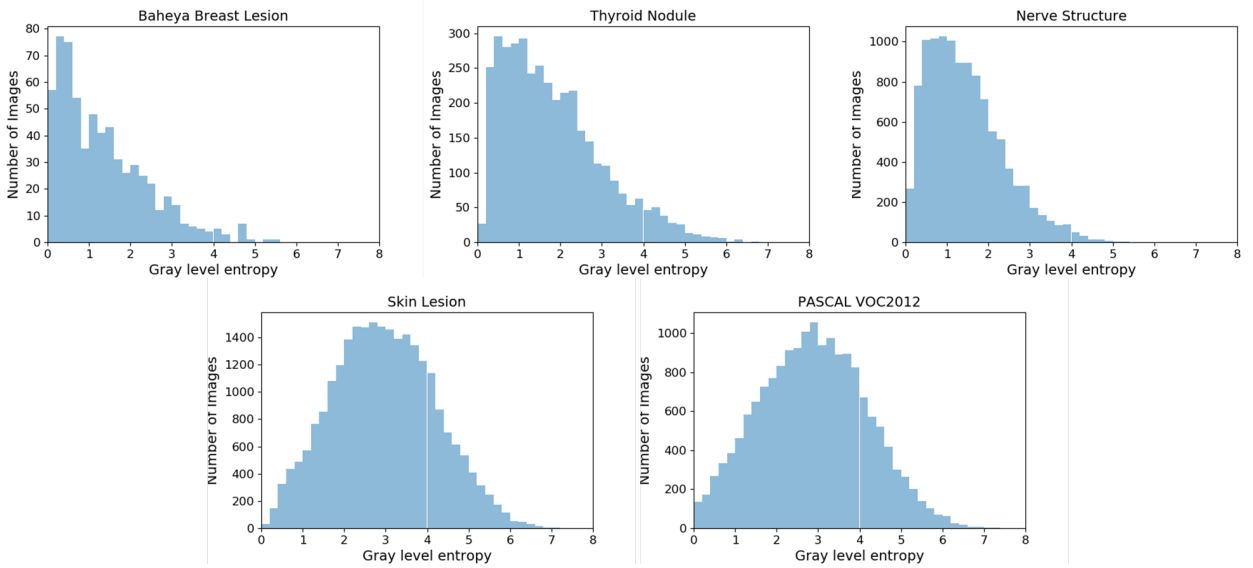 Baheya Breast Lesion
Number of Images
80
70
60
50
40
30
20
10
0
0 1 2 3 4 5 6 7 8
Gray level entropy
Thyroid Nodule
Number of Images
300
250
200
150
100
50
0
0 1 2 3 4 5 6 7 8
Gray level entropy
Nerve Structure
Number of Images
1000
800
600
400
200
0
0 1 2 3 4 5 6 7 8
Gray level entropy
Skin Lesion
Number of Images
1400
1200
1000
800
600
400
200
0
0 1 2 3 4 5 6 7 8
Gray level entropy
PASCAL VOC2012
Number of Images
1000
800
600
400
200
0
0 1 2 3 4 5 6 7 8
Gray level entropy